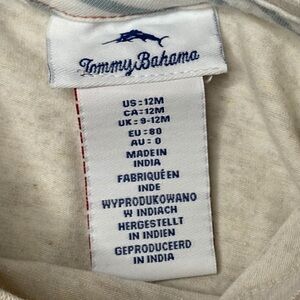 Tommy Bahama
US : 12M
CA : 12M
UK : 9-12M
EU : 80
AU : 0
MADE IN
INDIA
FABRIQUÉ EN
INDE
WYPRODUKOWANO
W INDIACH
HERGESTELLT
IN INDIEN
GEPRODUCEERD
IN INDIA